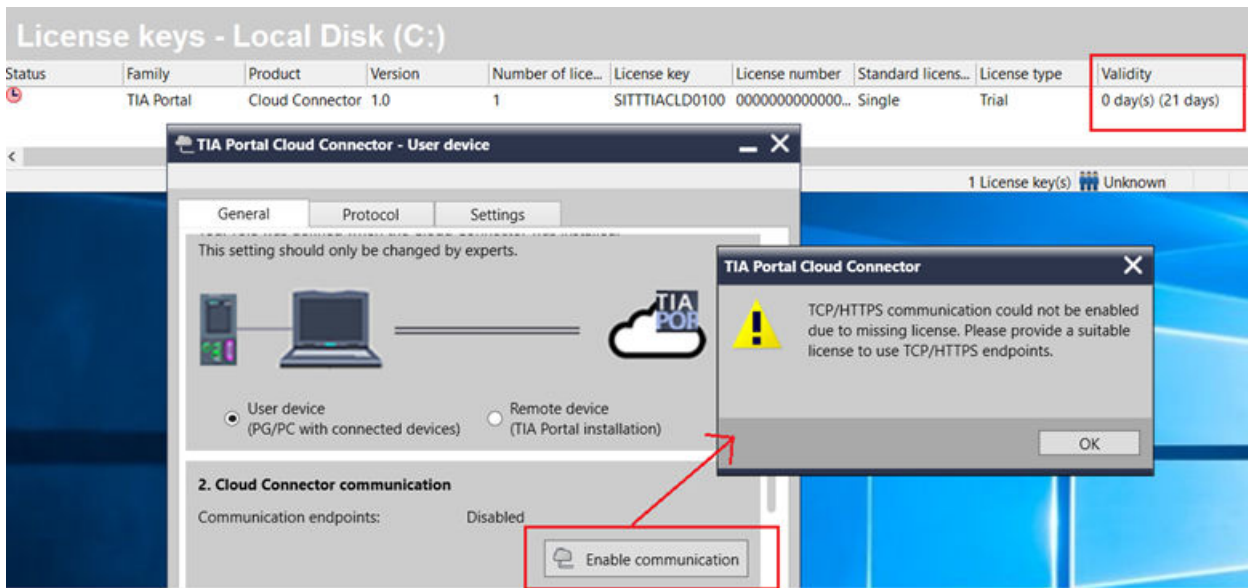 License keys - Local Disk (C:)
Status Family Product Version Number of lice... License key License number Standard licens... License type Validity
TIA Portal Cloud Connector 1.0 1 SITTTIACLD0100 0000000000000... Single Trial 0 day(s) (21 days)
1 License key(s) Unknown
TIA Portal Cloud Connector - User device
General Protocol Settings
This setting should only be changed by experts.
TIA
POR
User device
(PG/PC with connected devices)
Remote device
(TIA Portal installation)
2. Cloud Connector communication
Communication endpoints: Disabled
Enable communication
TIA Portal Cloud Connector
TCP/HTTPS communication could not be enabled
due to missing license. Please provide a suitable
license to use TCP/HTTPS endpoints.
OK